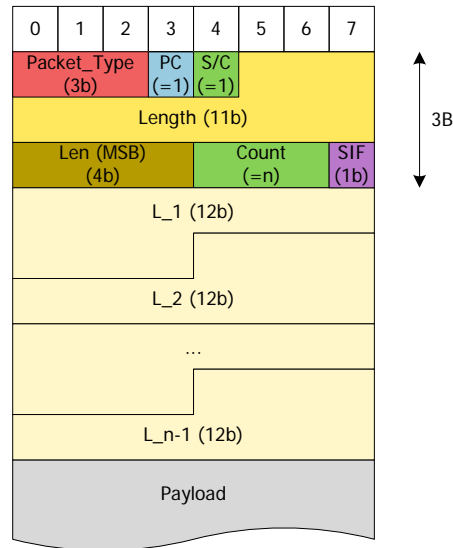 0 1 2 3 4 5 6 7
Packet_Type PC S/C
(3b) (=1) (=1)
Length (11b)
3B
Len (MSB) Count SIF
(4b) (=n) (1b)
L_1 (12b)
L_2 (12b)
...
L_n-1 (12b)
Payload